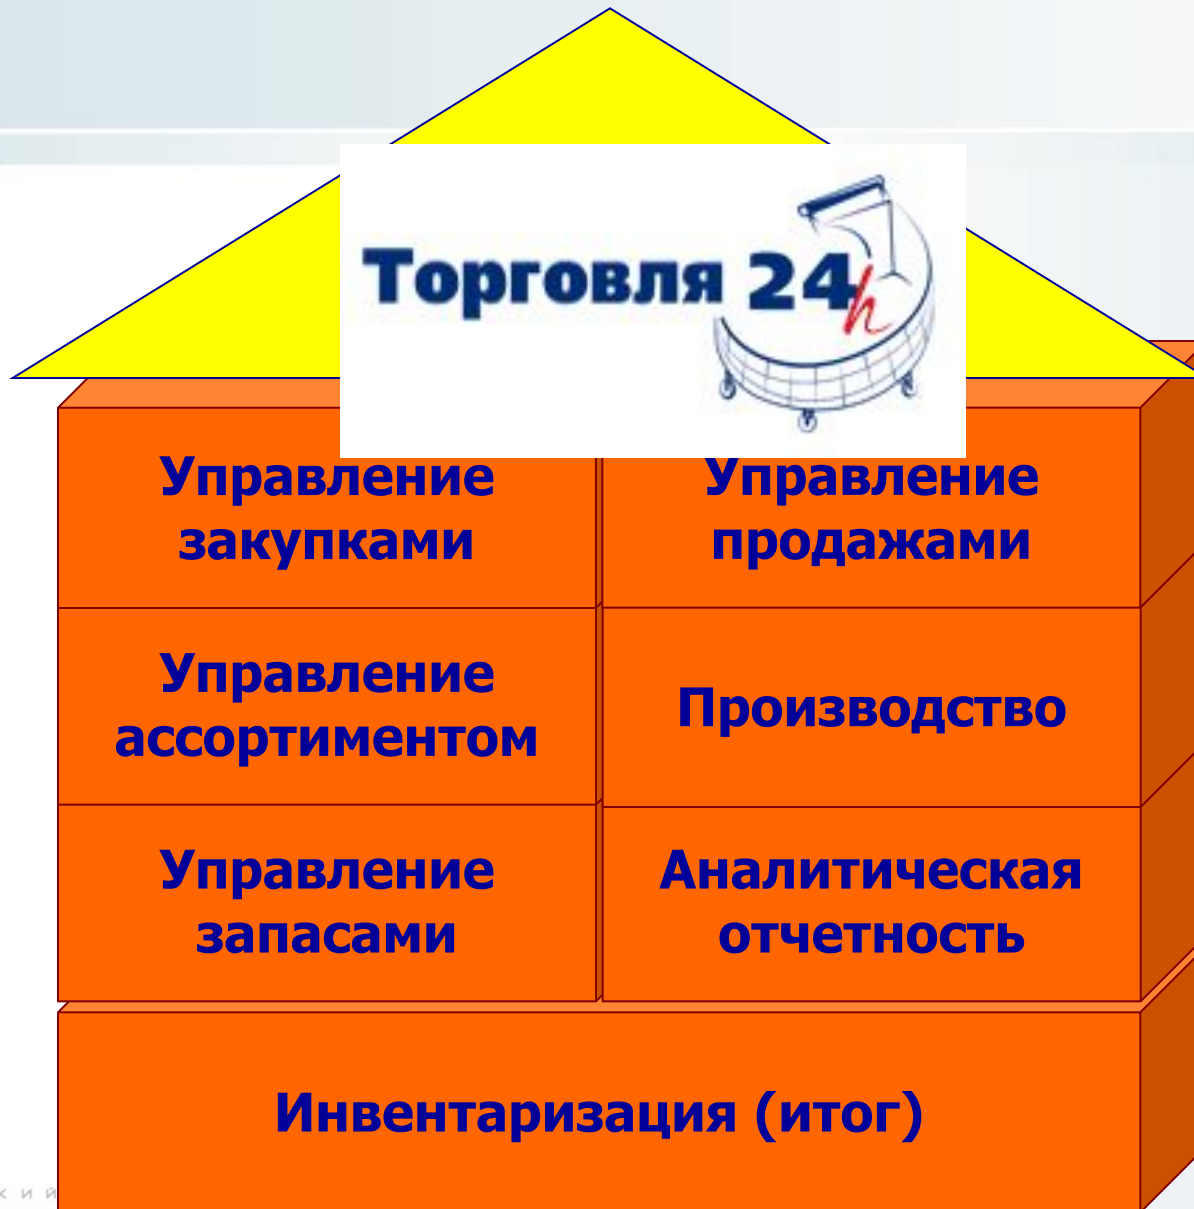 Торговля 24h
Управление
закупками
Управление
продажами
Управление
ассортиментом
Производство
Управление
запасами
Аналитическая
отчетность
Инвентаризация (итог)